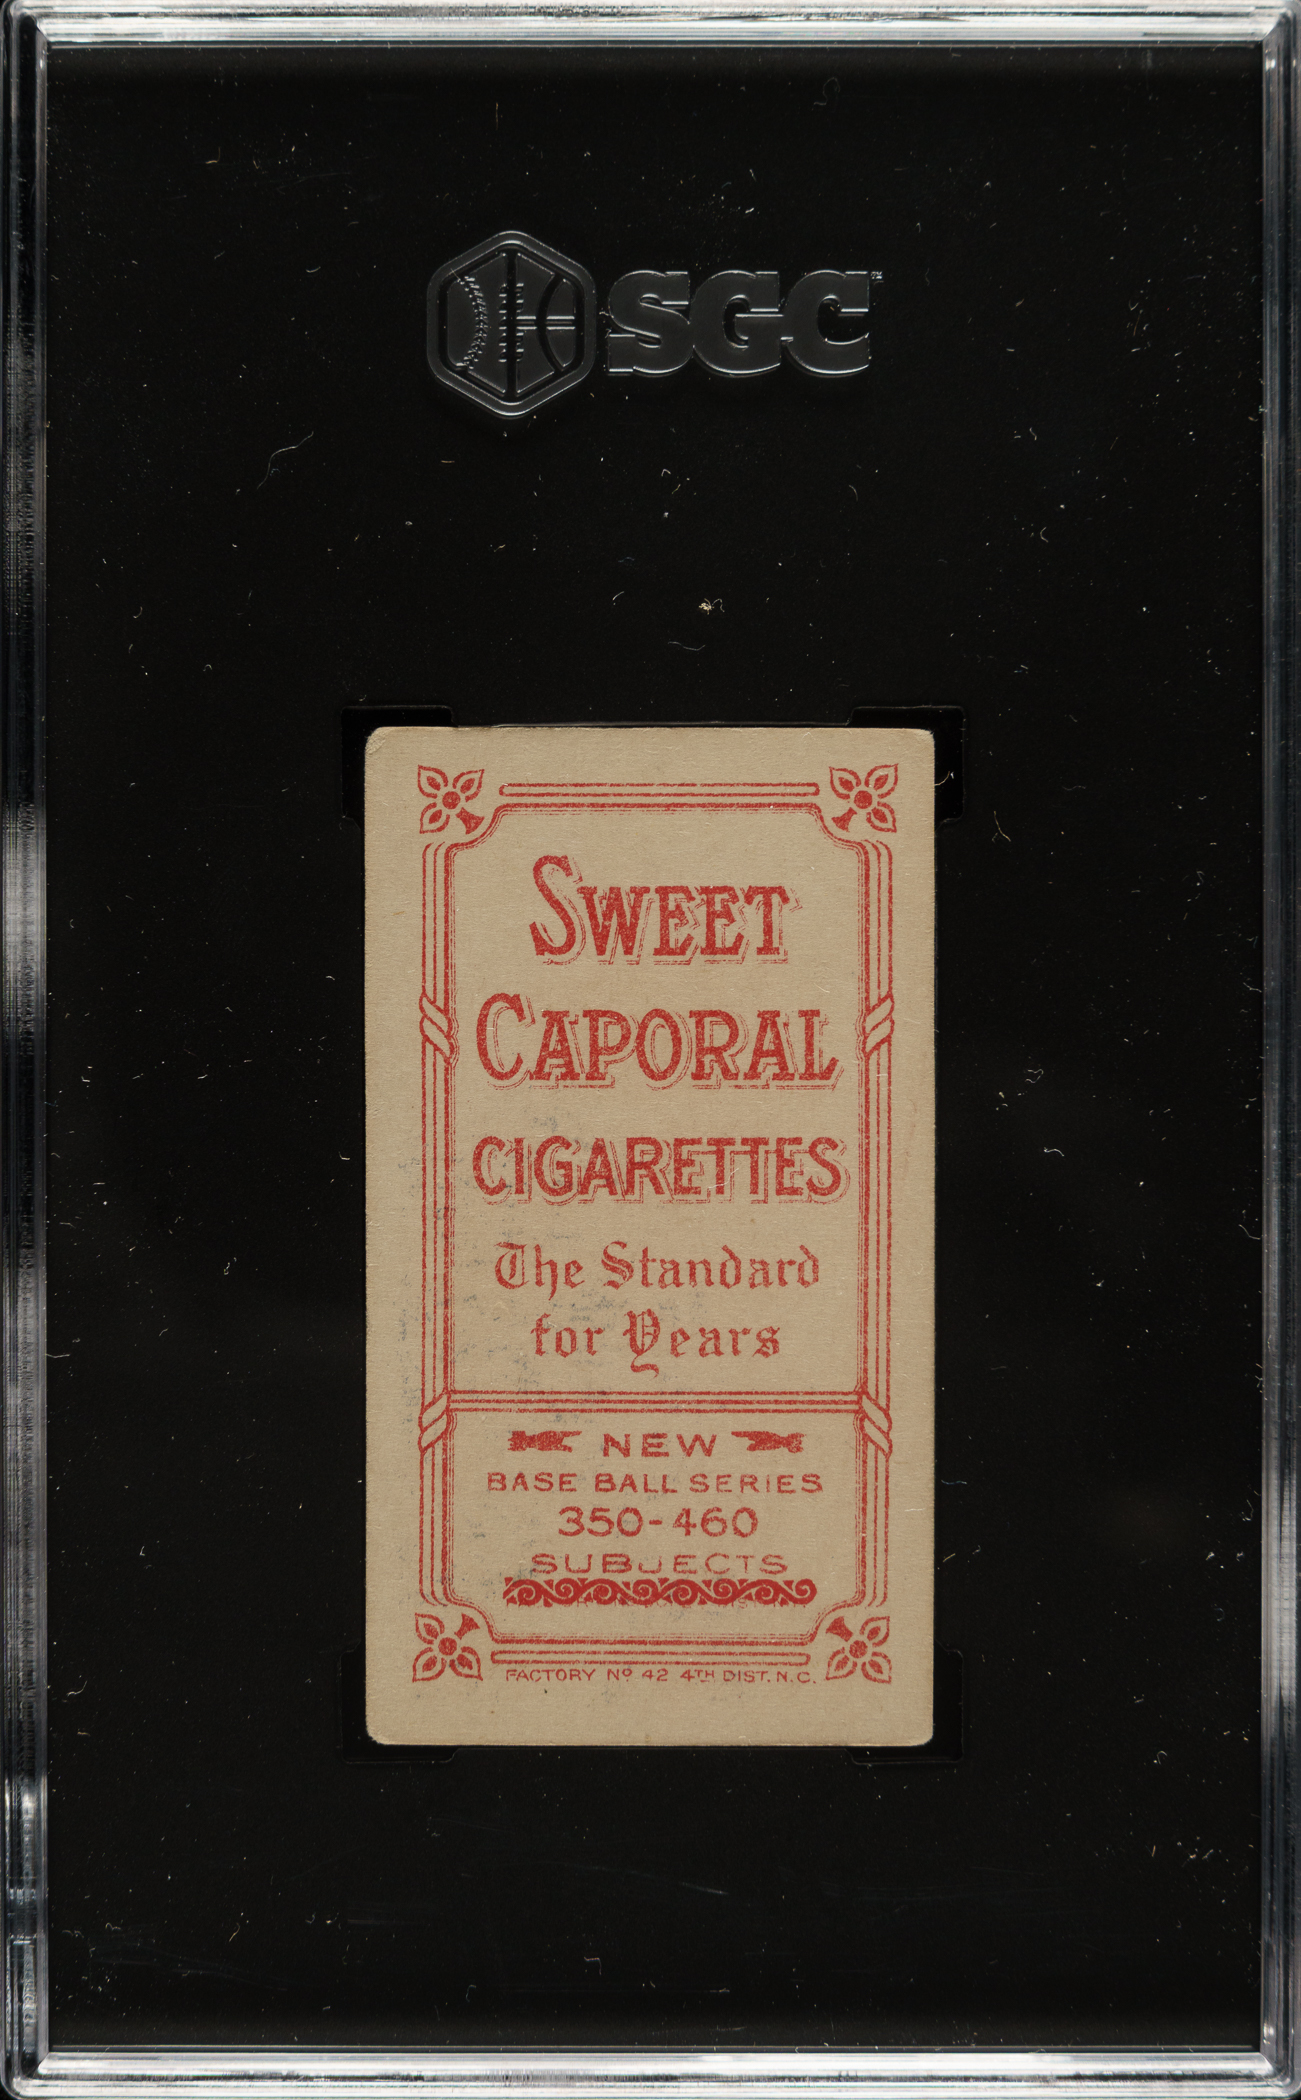 SGC
SWEET
CAPORAL
CIGARETTES
The Standard
for Years
NEW
BASE BALL SERIES
350-460
SUBJECTS
FACTORY Nº 42 4TH DIST. N.C.